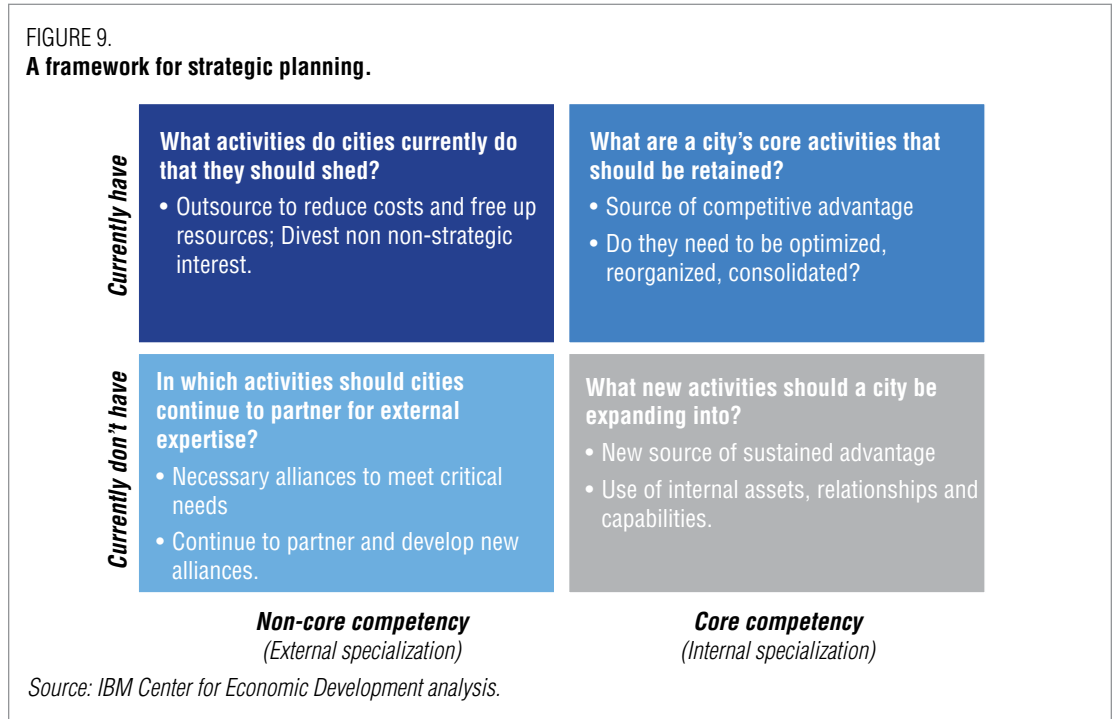 FIGURE 9.
A framework for strategic planning.
Currently have
What activities do cities currently do
that they should shed?
• Outsource to reduce costs and free up
resources; Divest non non-strategic
interest.
What are a city's core activities that
should be retained?
• Source of competitive advantage
• Do they need to be optimized,
reorganized, consolidated?
Currently don't have
In which activities should cities
continue to partner for external
expertise?
• Necessary alliances to meet critical
needs
• Continue to partner and develop new
alliances.
What new activities should a city be
expanding into?
• New source of sustained advantage
• Use of internal assets, relationships and
capabilities.
Non-core competency
(External specialization)
Core competency
(Internal specialization)
Source: IBM Center for Economic Development analysis.